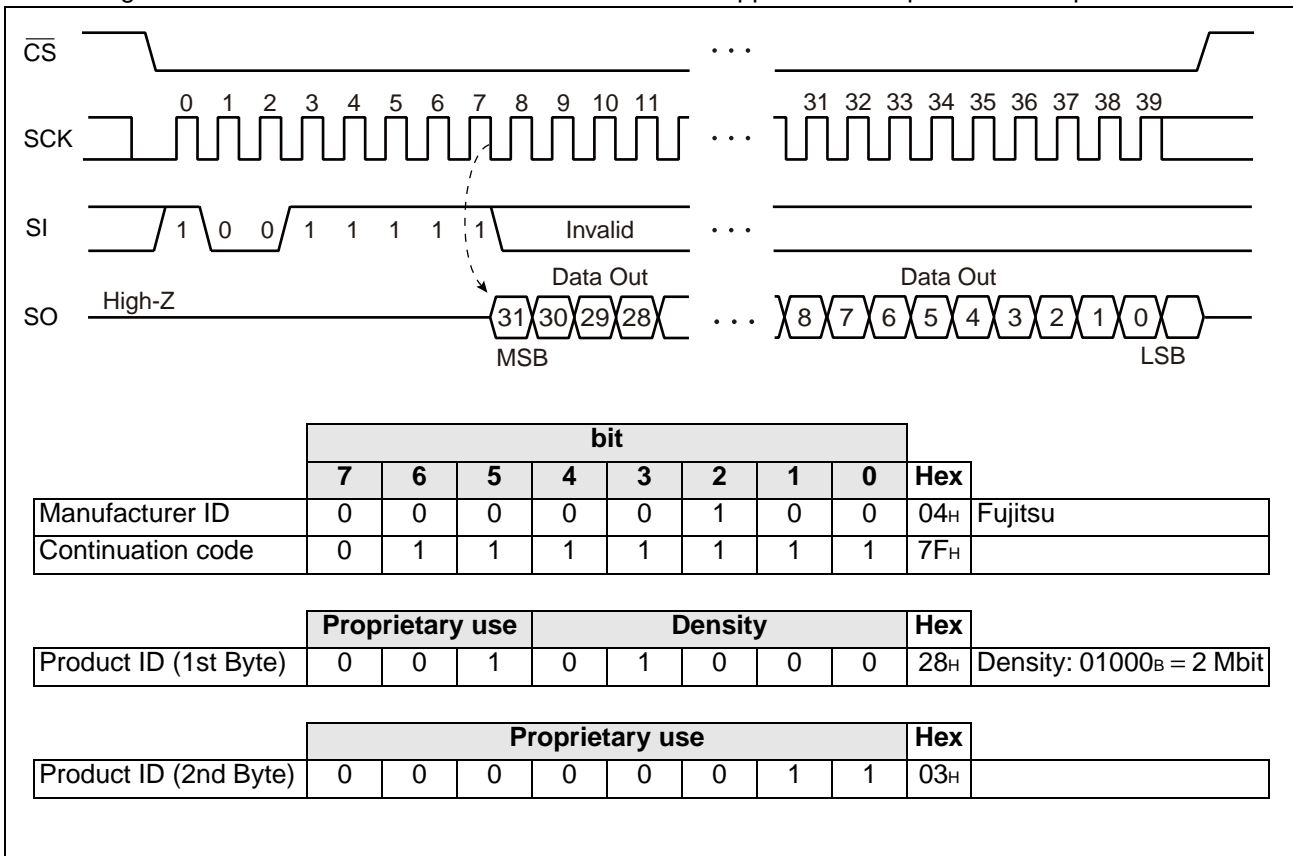 CS
0 1 2 3 4 5 6 7 8 9 10 11 31 32 33 34 35 36 37 38 39
SCK
SI 1 0 0 1 1 1 1 1 Invalid
Data Out Data Out
High-Z
SO 31 30 29 28 8 7 6 5 4 3 2 1 0
MSB LSB
bit
7 6 5 4 3 2 1 0 Hex
Manufacturer ID 0 0 0 0 0 1 0 0 04H Fujitsu
Continuation code 0 1 1 1 1 1 1 1 7FH
Proprietary use Density Hex
Product ID (1st Byte) 0 0 1 0 1 0 0 0 28H Density: 01000B = 2 Mbit
Proprietary use Hex
Product ID (2nd Byte) 0 0 0 0 0 0 1 1 03H